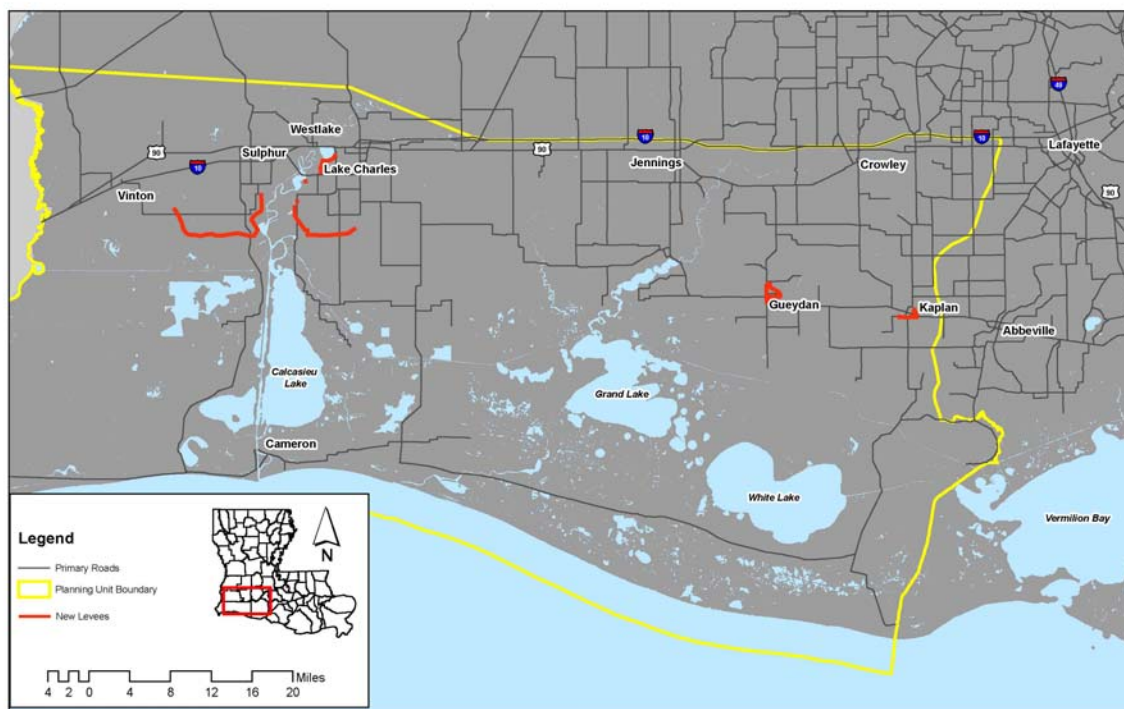 49
Westlake
90
Sulphur
10
90
10
10
Lafayette
Lake Charles
Jennings
Crowley
Vinton
90
Gueydan
Kaplan
Abbeville
Calcasieu
Lake
Grand Lake
Cameron
White Lake
Vermilion Bay
Legend
Primary Roads
Planning Unit Boundary
New Levees
N
4 2 0 4 8 12 16 20 Miles